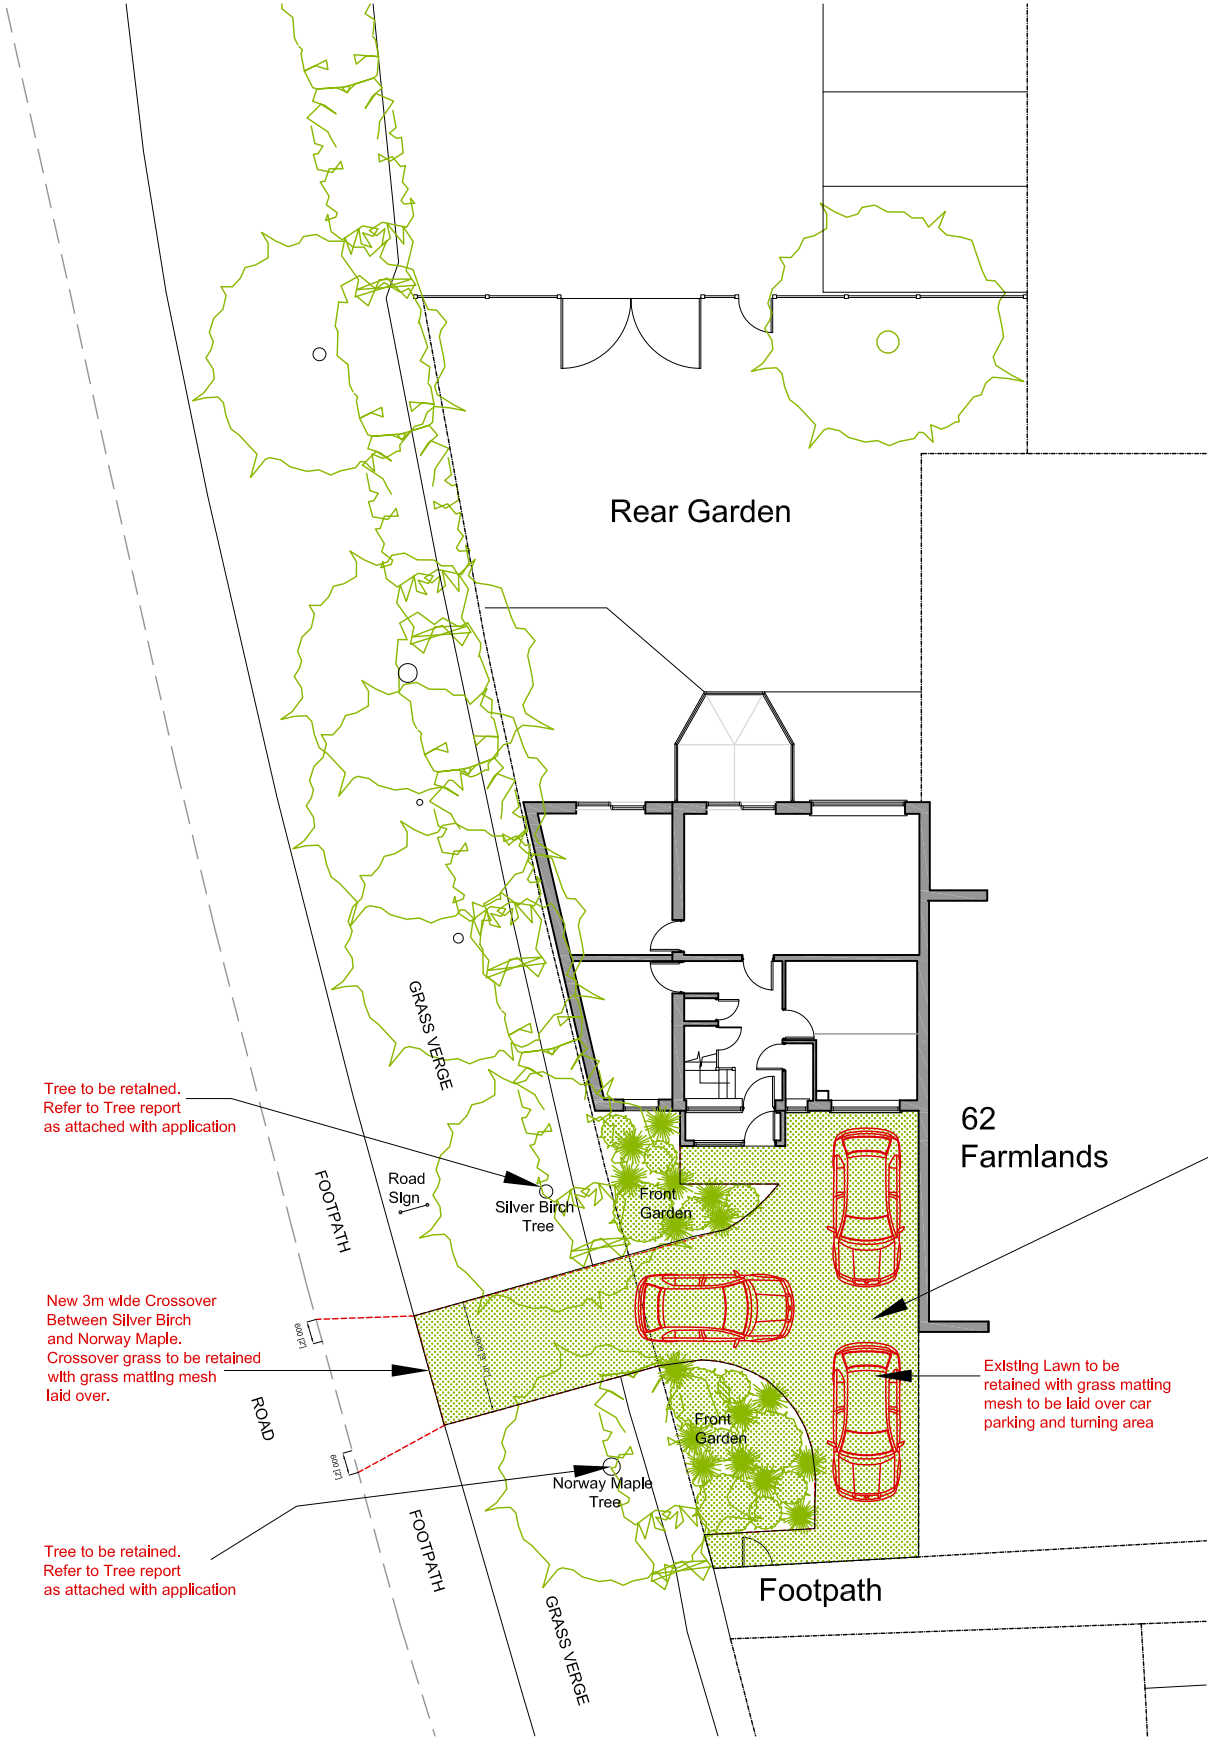 Rear Garden
GRASS VERGE
Tree to be retained.
Refer to Tree report
as attached with application
62
Farmlands
FOOTPATH
Road
Sign
Silver Birch
Tree
Front
Garden
New 3m wide Crossover
Between Silver Birch
and Norway Maple.
Crossover grass to be retained
with grass matting mesh
laid over.
600 [2']
Existing Lawn to be
retained with grass matting
mesh to be laid over car
parking and turning area
ROAD
Front
Garden
600 [2']
Norway Maple
Tree
FOOTPATH
Tree to be retained.
Refer to Tree report
as attached with application
Footpath
GRASS VERGE